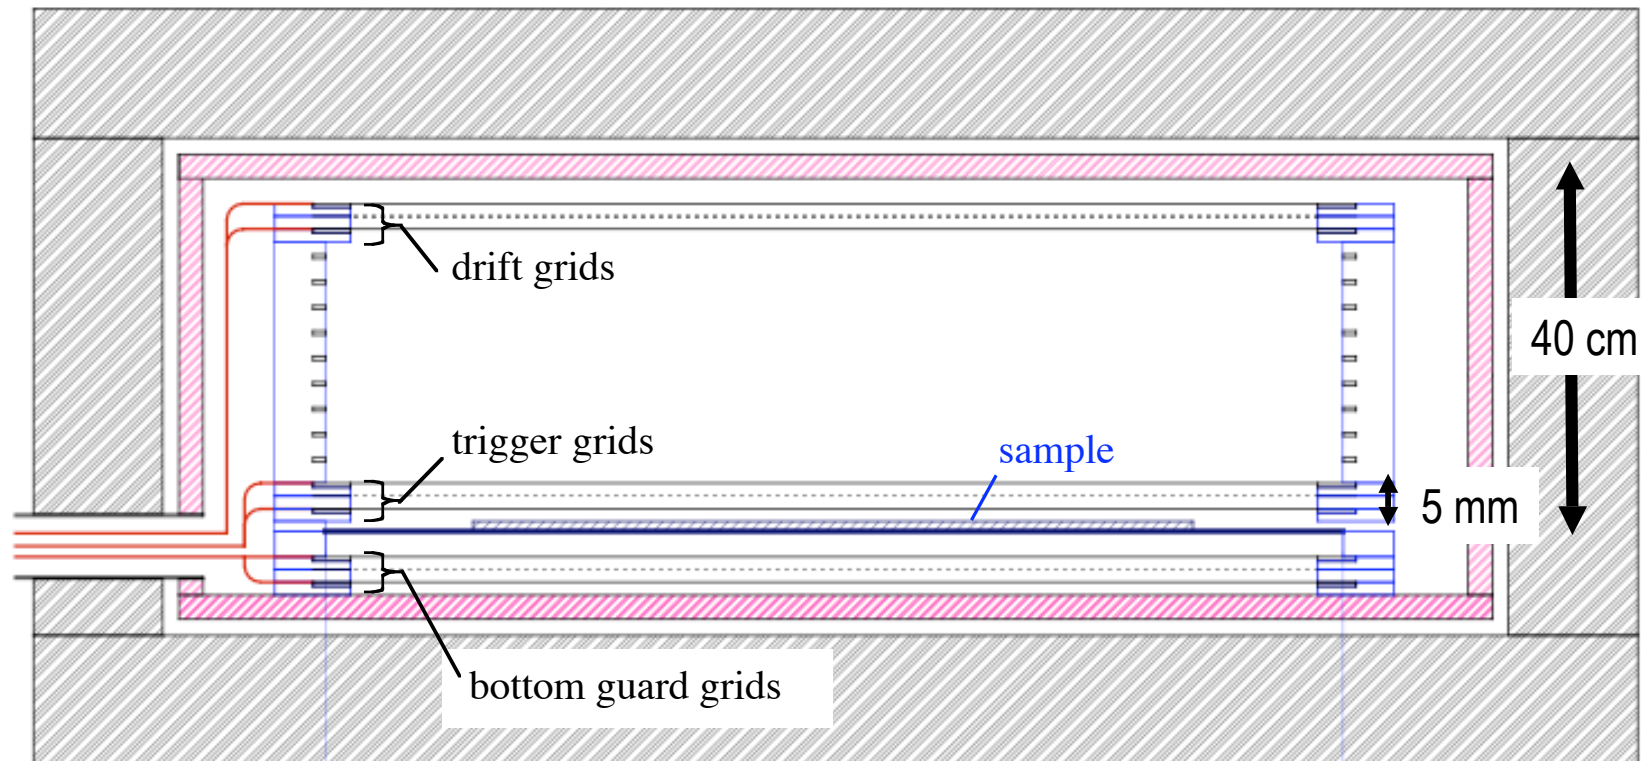 drift grids
40 cm
trigger grids
sample
5 mm
bottom guard grids